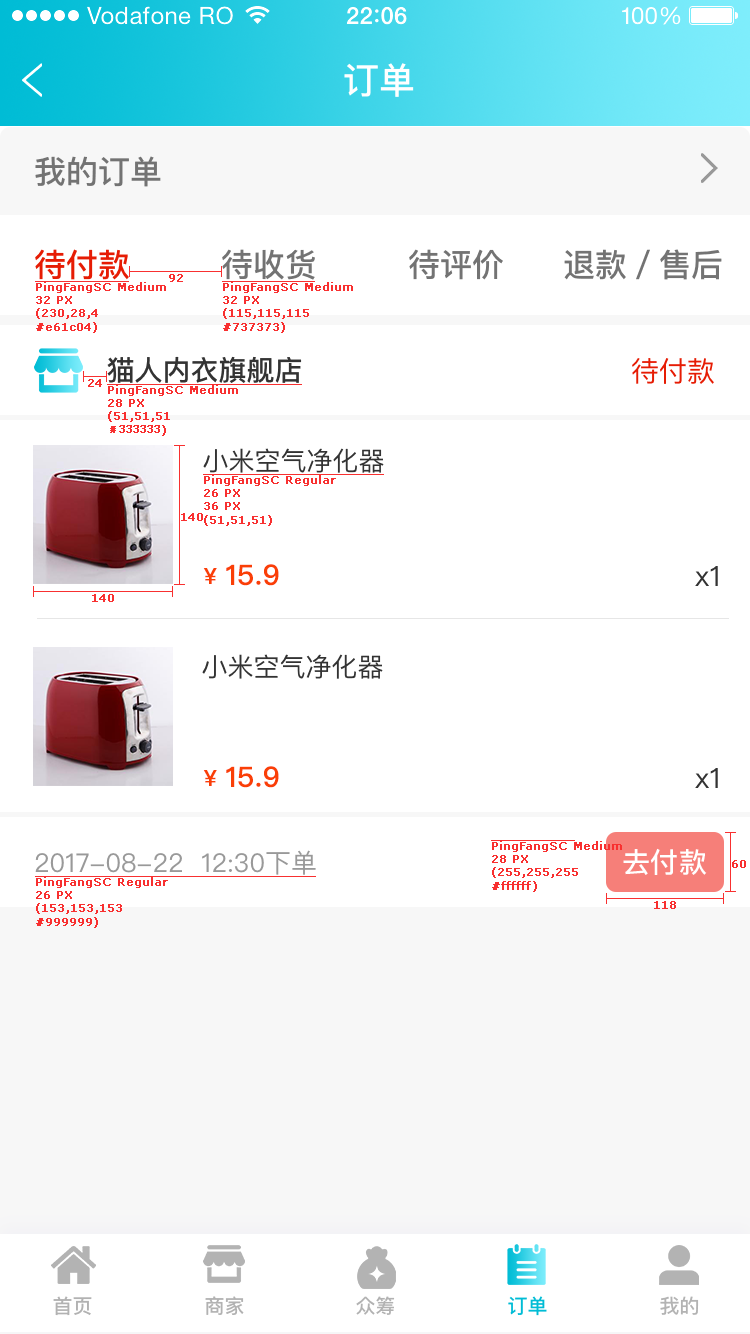 Vodafone RO 22:06 100%
订单
我的订单
待付款 待收货 待评价 退款 / 售后
92
PingFangSC Medium PingFangSC Medium
32 PX 32 PX
(230,28,4 (115,115,115
#e61c04) #737373)
猫人内衣旗舰店 待付款
24
PingFangSC Medium
28 PX
(51,51,51
#333333)
小米空气净化器
PingFangSC Regular
26 PX
36 PX
140 (51,51,51)
¥ 15.9 x1
140
小米空气净化器
¥ 15.9 x1
2017-08-22 12:30下单 去付款
PingFangSC Medium
28 PX
(255,255,255
#ffffff)
60
118
PingFangSC Regular
26 PX
(153,153,153
#999999)
首页 商家 众筹 订单 我的